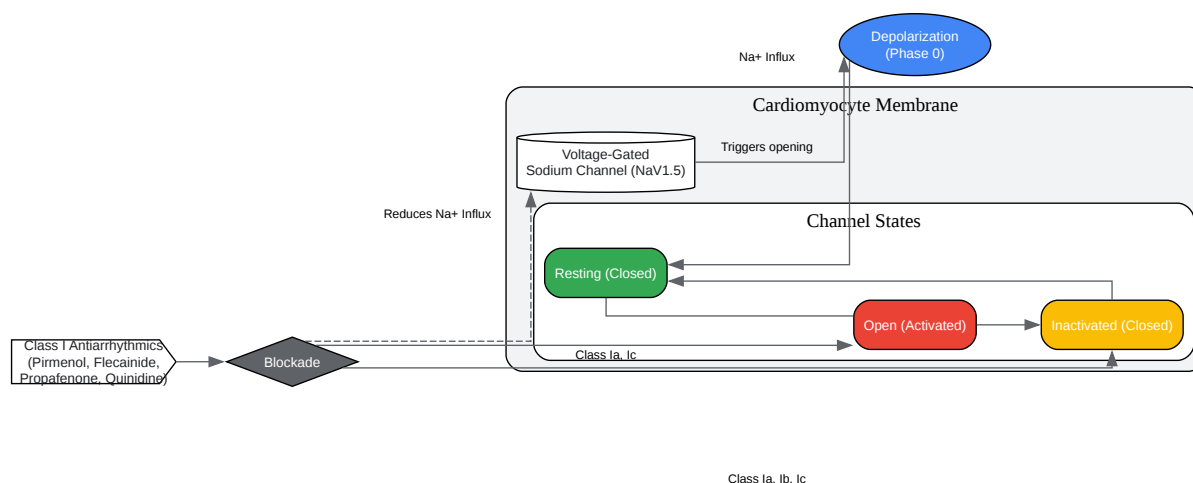 Depolarization
(Phase 0)
Na+ Influx
Cardiomyocyte Membrane
Triggers opening
Voltage-Gated
Sodium Channel (NaV1.5)
Reduces Na+ Influx
Channel States
Resting (Closed)
Open (Activated)
Inactivated (Closed)
Class I Antiarrhythmics
(Pirmenol, Flecainide,
Propafenone, Quinidine)
Blockade
Class Ia, Ic
Class Ia, Ib, Ic